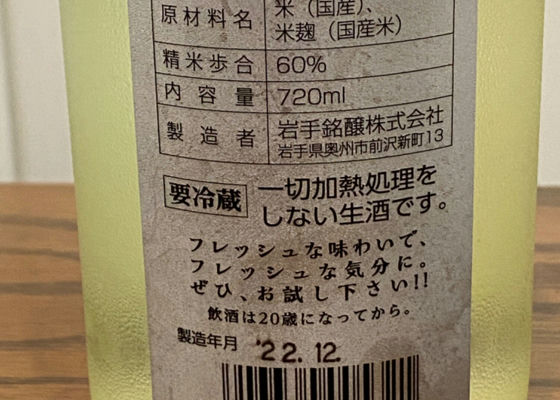 原材料名 米（国産）、
米麹（国産米）
精米歩合 60%
内容量 720ml
製造者 岩手銘醸株式会社
岩手県奥州市前沢新町13
要冷蔵 一切加熱処理を
しない生酒です。
フレッシュな味わいで、
フレッシュな気分に。
ぜひ、お試し下さい!!
飲酒は20歳になってから。
製造年月 '22.12.